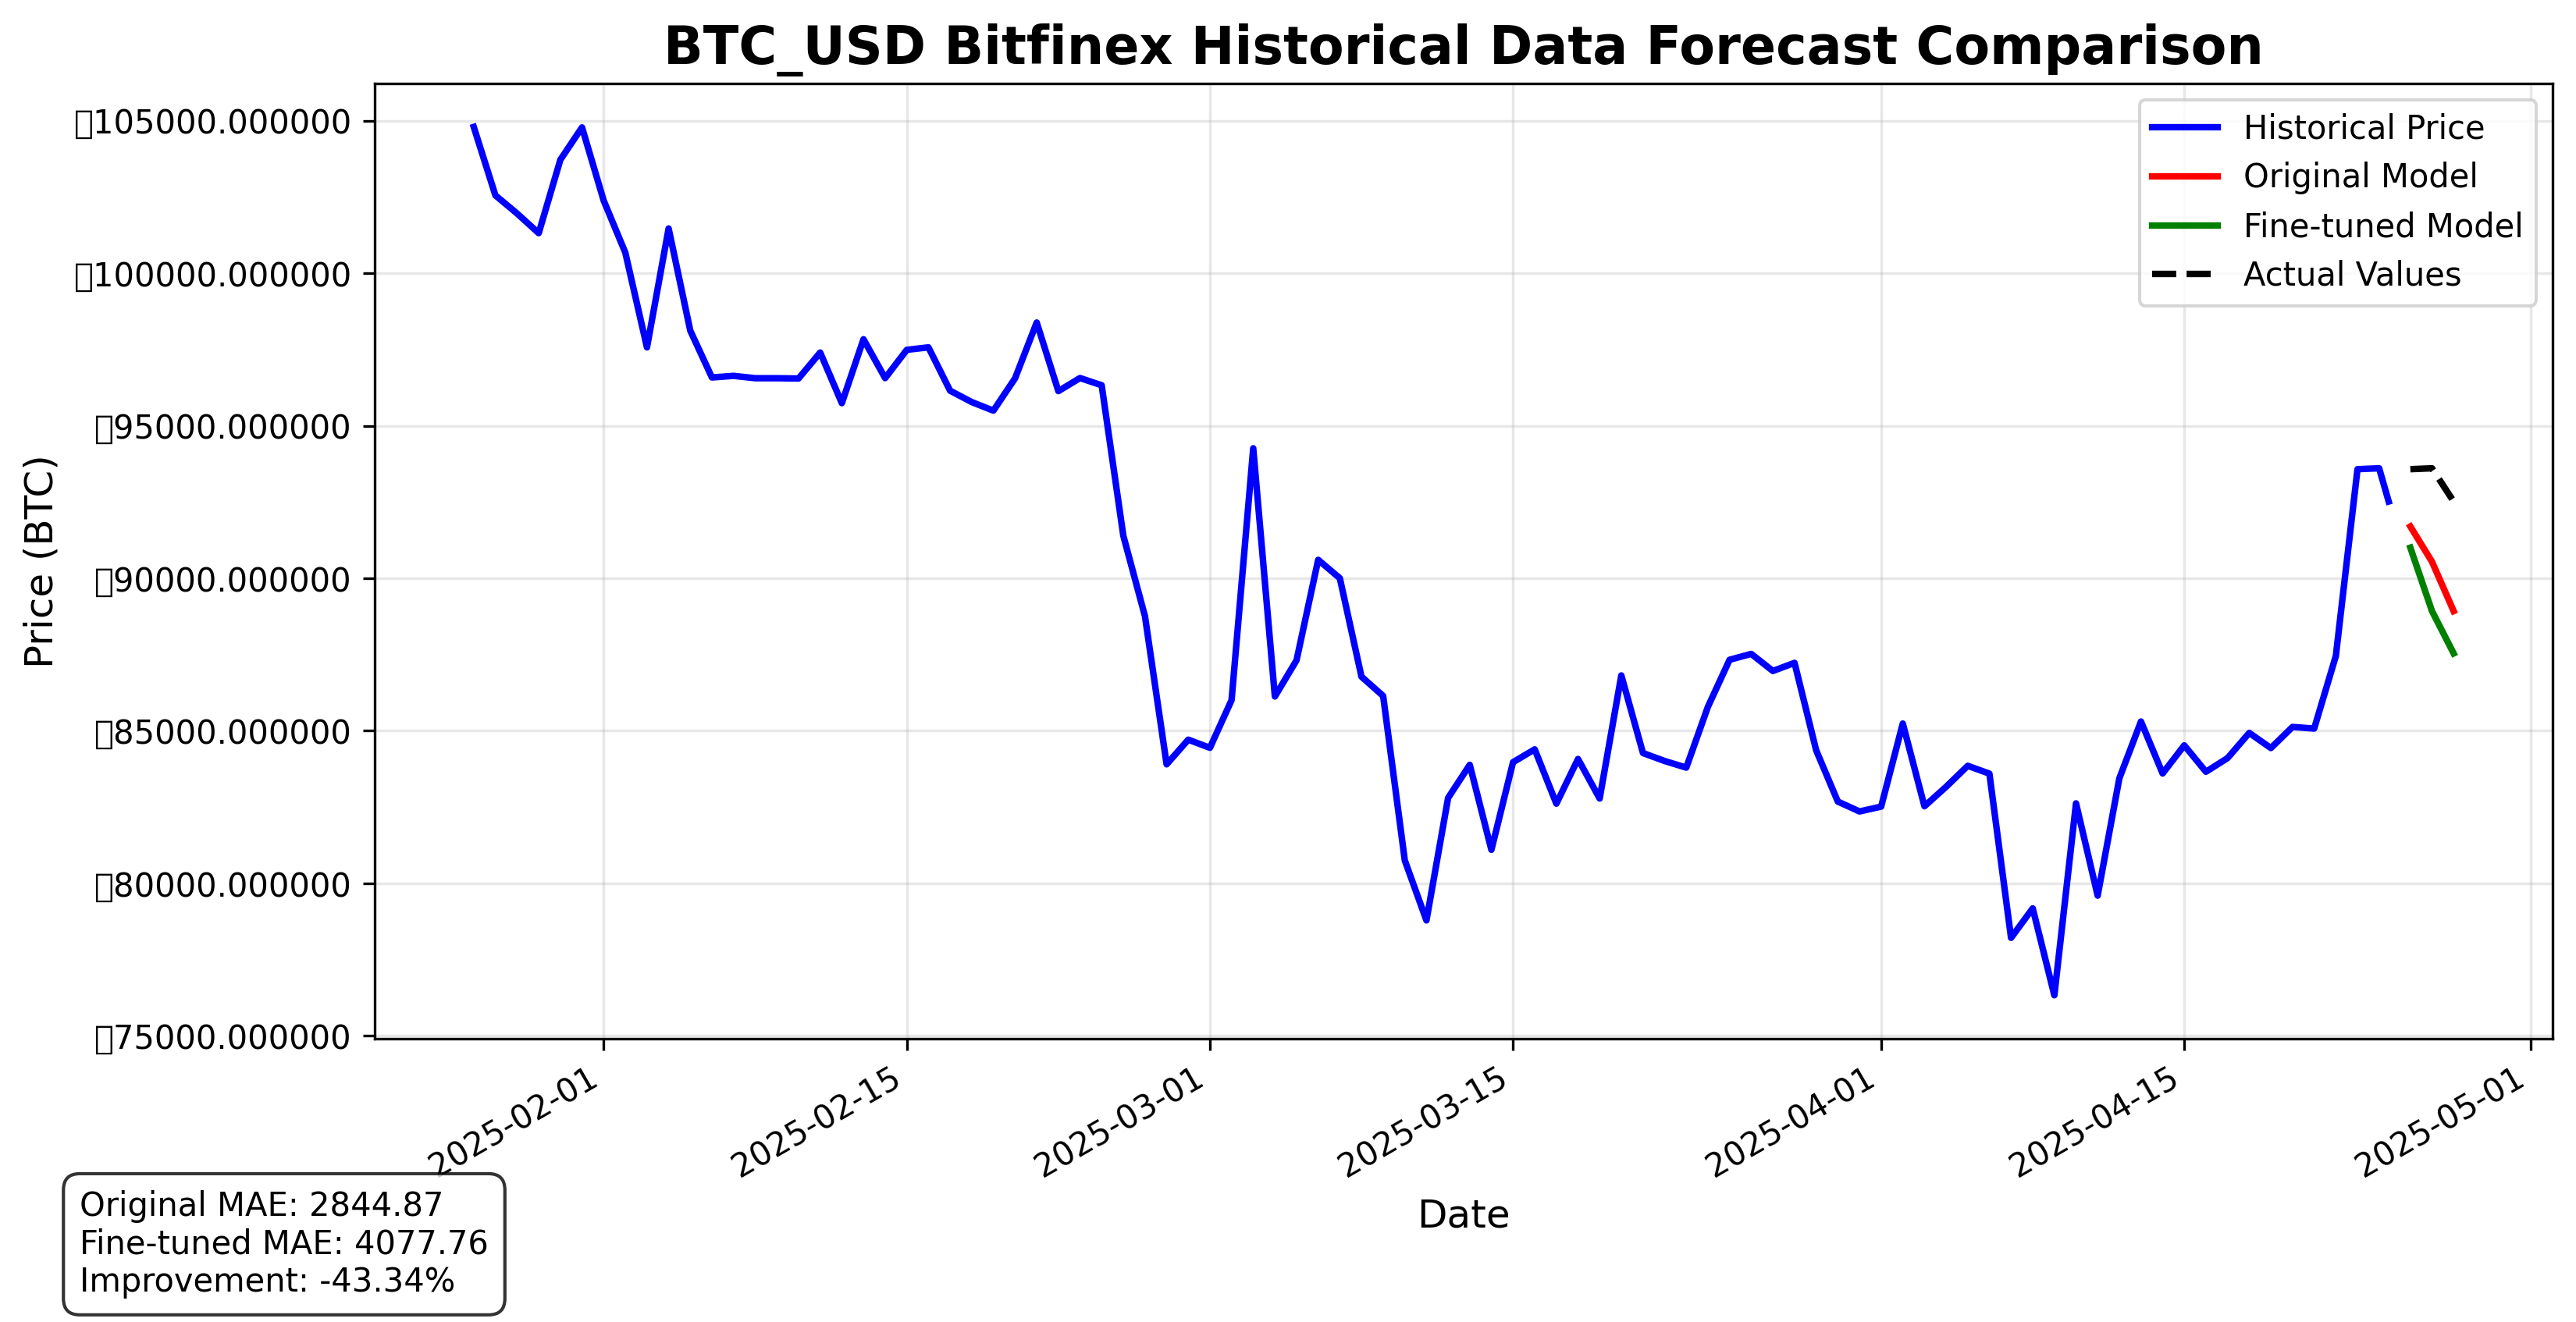 BTC_USD Bitfinex Historical Data Forecast Comparison
Historical Price
Original Model
Fine-tuned Model
Actual Values
Price (BTC)
105000.000000
100000.000000
95000.000000
90000.000000
85000.000000
80000.000000
75000.000000
2025-02-01
2025-02-15
2025-03-01
2025-03-15
2025-04-01
2025-04-15
2025-05-01
Date
Original MAE: 2844.87
Fine-tuned MAE: 4077.76
Improvement: -43.34%